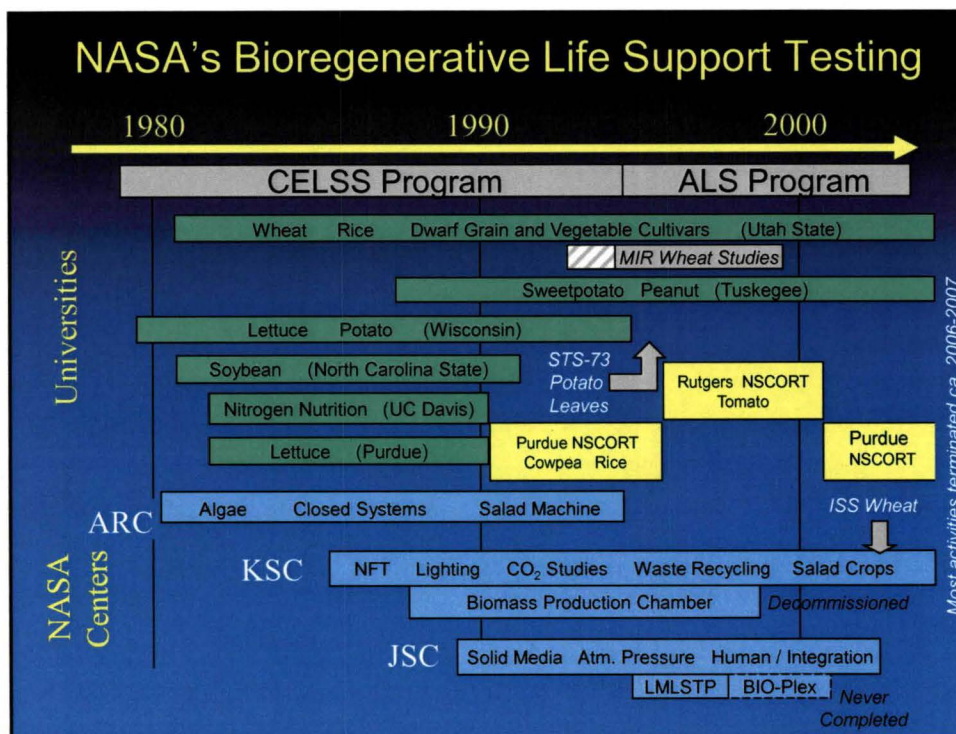 NASA's Bioregenerative Life Support Testing
1980 1990 2000
CELSS Program ALS Program
Universities
Wheat Rice Dwarf Grain and Vegetable Cultivars (Utah State)
MIR Wheat Studies
Sweetpotato Peanut (Tuskegee)
Lettuce Potato (Wisconsin)
Soybean (North Carolina State)
STS-73
Potato
Leaves
Rutgers NSCORT
Tomato
Nitrogen Nutrition (UC Davis)
Lettuce (Purdue)
Purdue NSCORT
Cowpea Rice
Purdue
NSCORT
ISS Wheat
Most activities terminated ca. 2006-2007
NASA
Centers
ARC
Algae Closed Systems Salad Machine
KSC
NFT Lighting CO₂ Studies Waste Recycling Salad Crops
Biomass Production Chamber
Decommissioned
JSC
Solid Media Atm. Pressure Human / Integration
LMLSTP BIO-Plex
Never
Completed